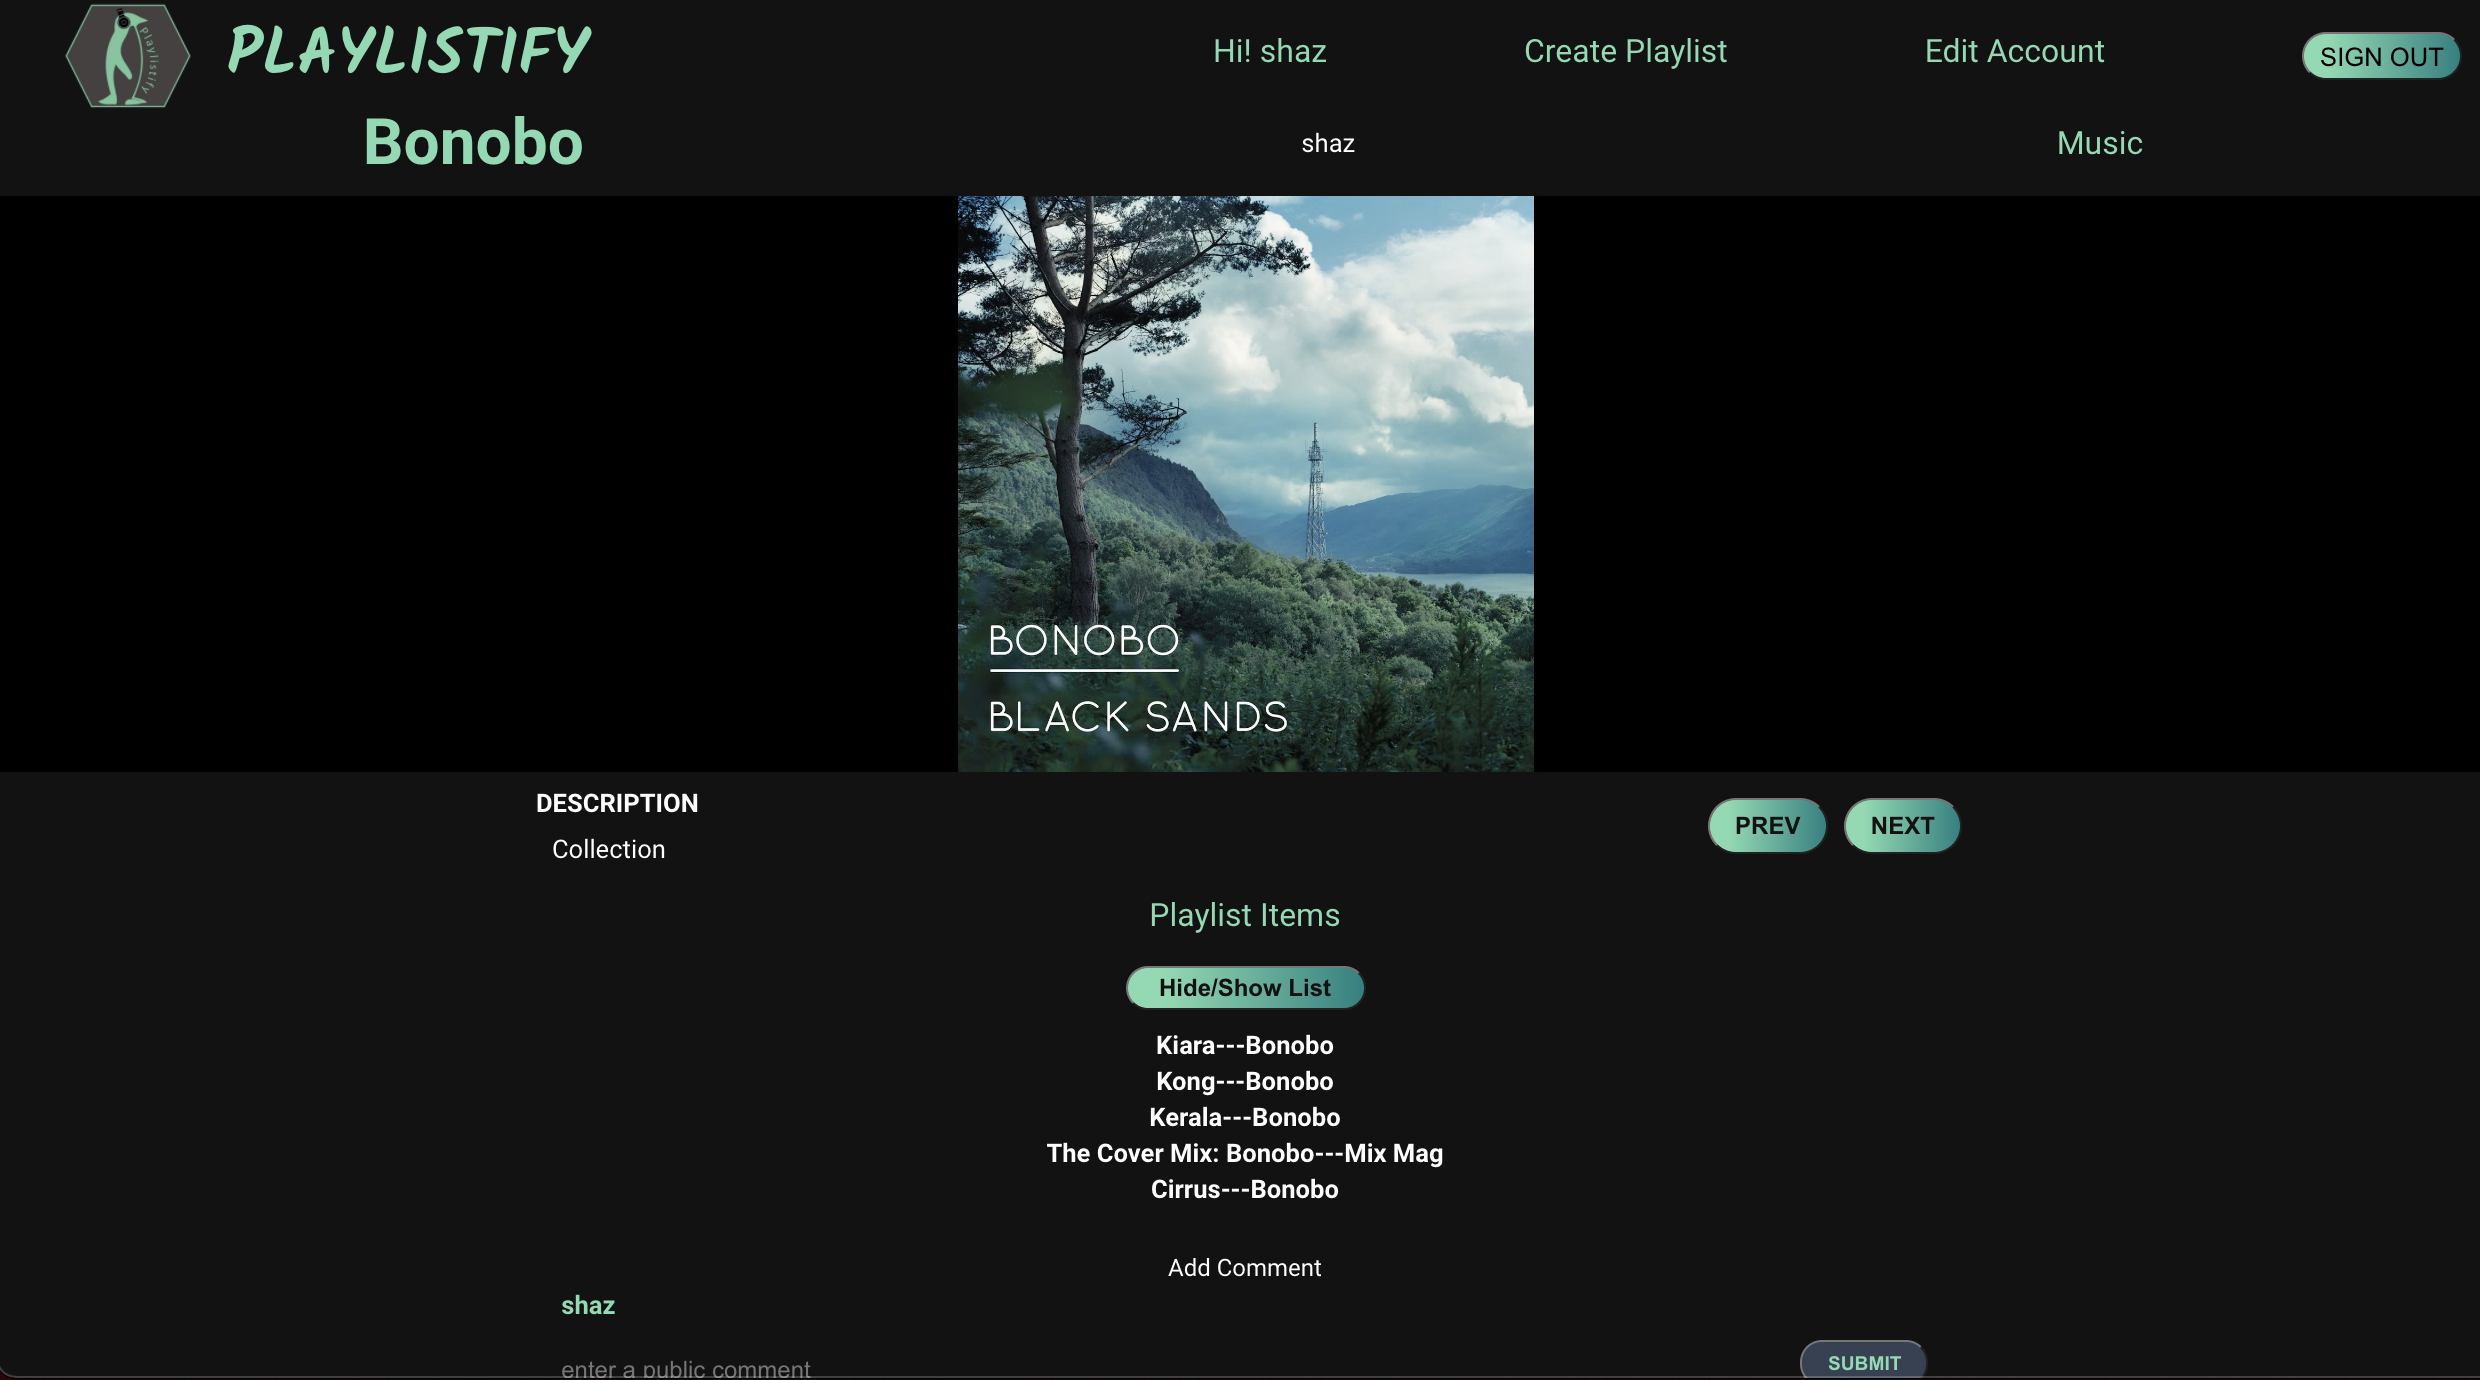 Playlistify
PLAYLISTIFY
Hi! shaz
Create Playlist
Edit Account
SIGN OUT
Bonobo
shaz
Music
BONOBO
BLACK SANDS
DESCRIPTION
Collection
PREV
NEXT
Playlist Items
Hide/Show List
Kiara---Bonobo
Kong---Bonobo
Kerala---Bonobo
The Cover Mix: Bonobo---Mix Mag
Cirrus---Bonobo
Add Comment
shaz
enter a public comment
SUBMIT